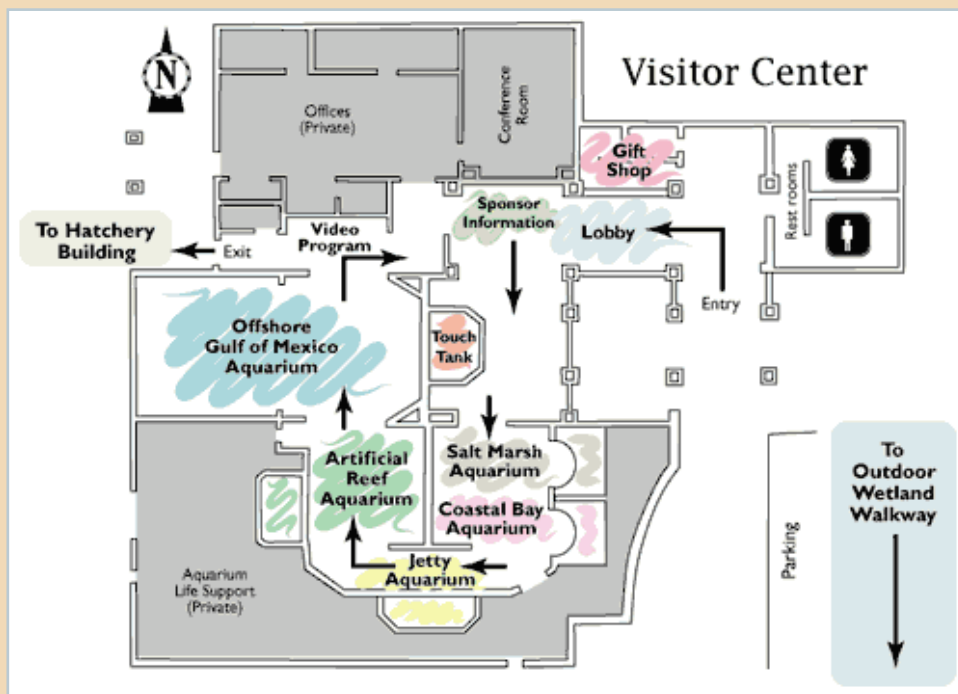 N
Visitor Center
Offices
(Private)
Conference
Room
Gift
Shop
Rest rooms
Sponsor
Information
Lobby
Entry
Video
Program
To Hatchery
Building
Exit
Offshore
Gulf of Mexico
Aquarium
Touch
Tank
Salt Marsh
Aquarium
Artificial
Reef
Aquarium
Coastal Bay
Aquarium
Jetty
Aquarium
Aquarium
Life Support
(Private)
Parking
To
Outdoor
Wetland
Walkway